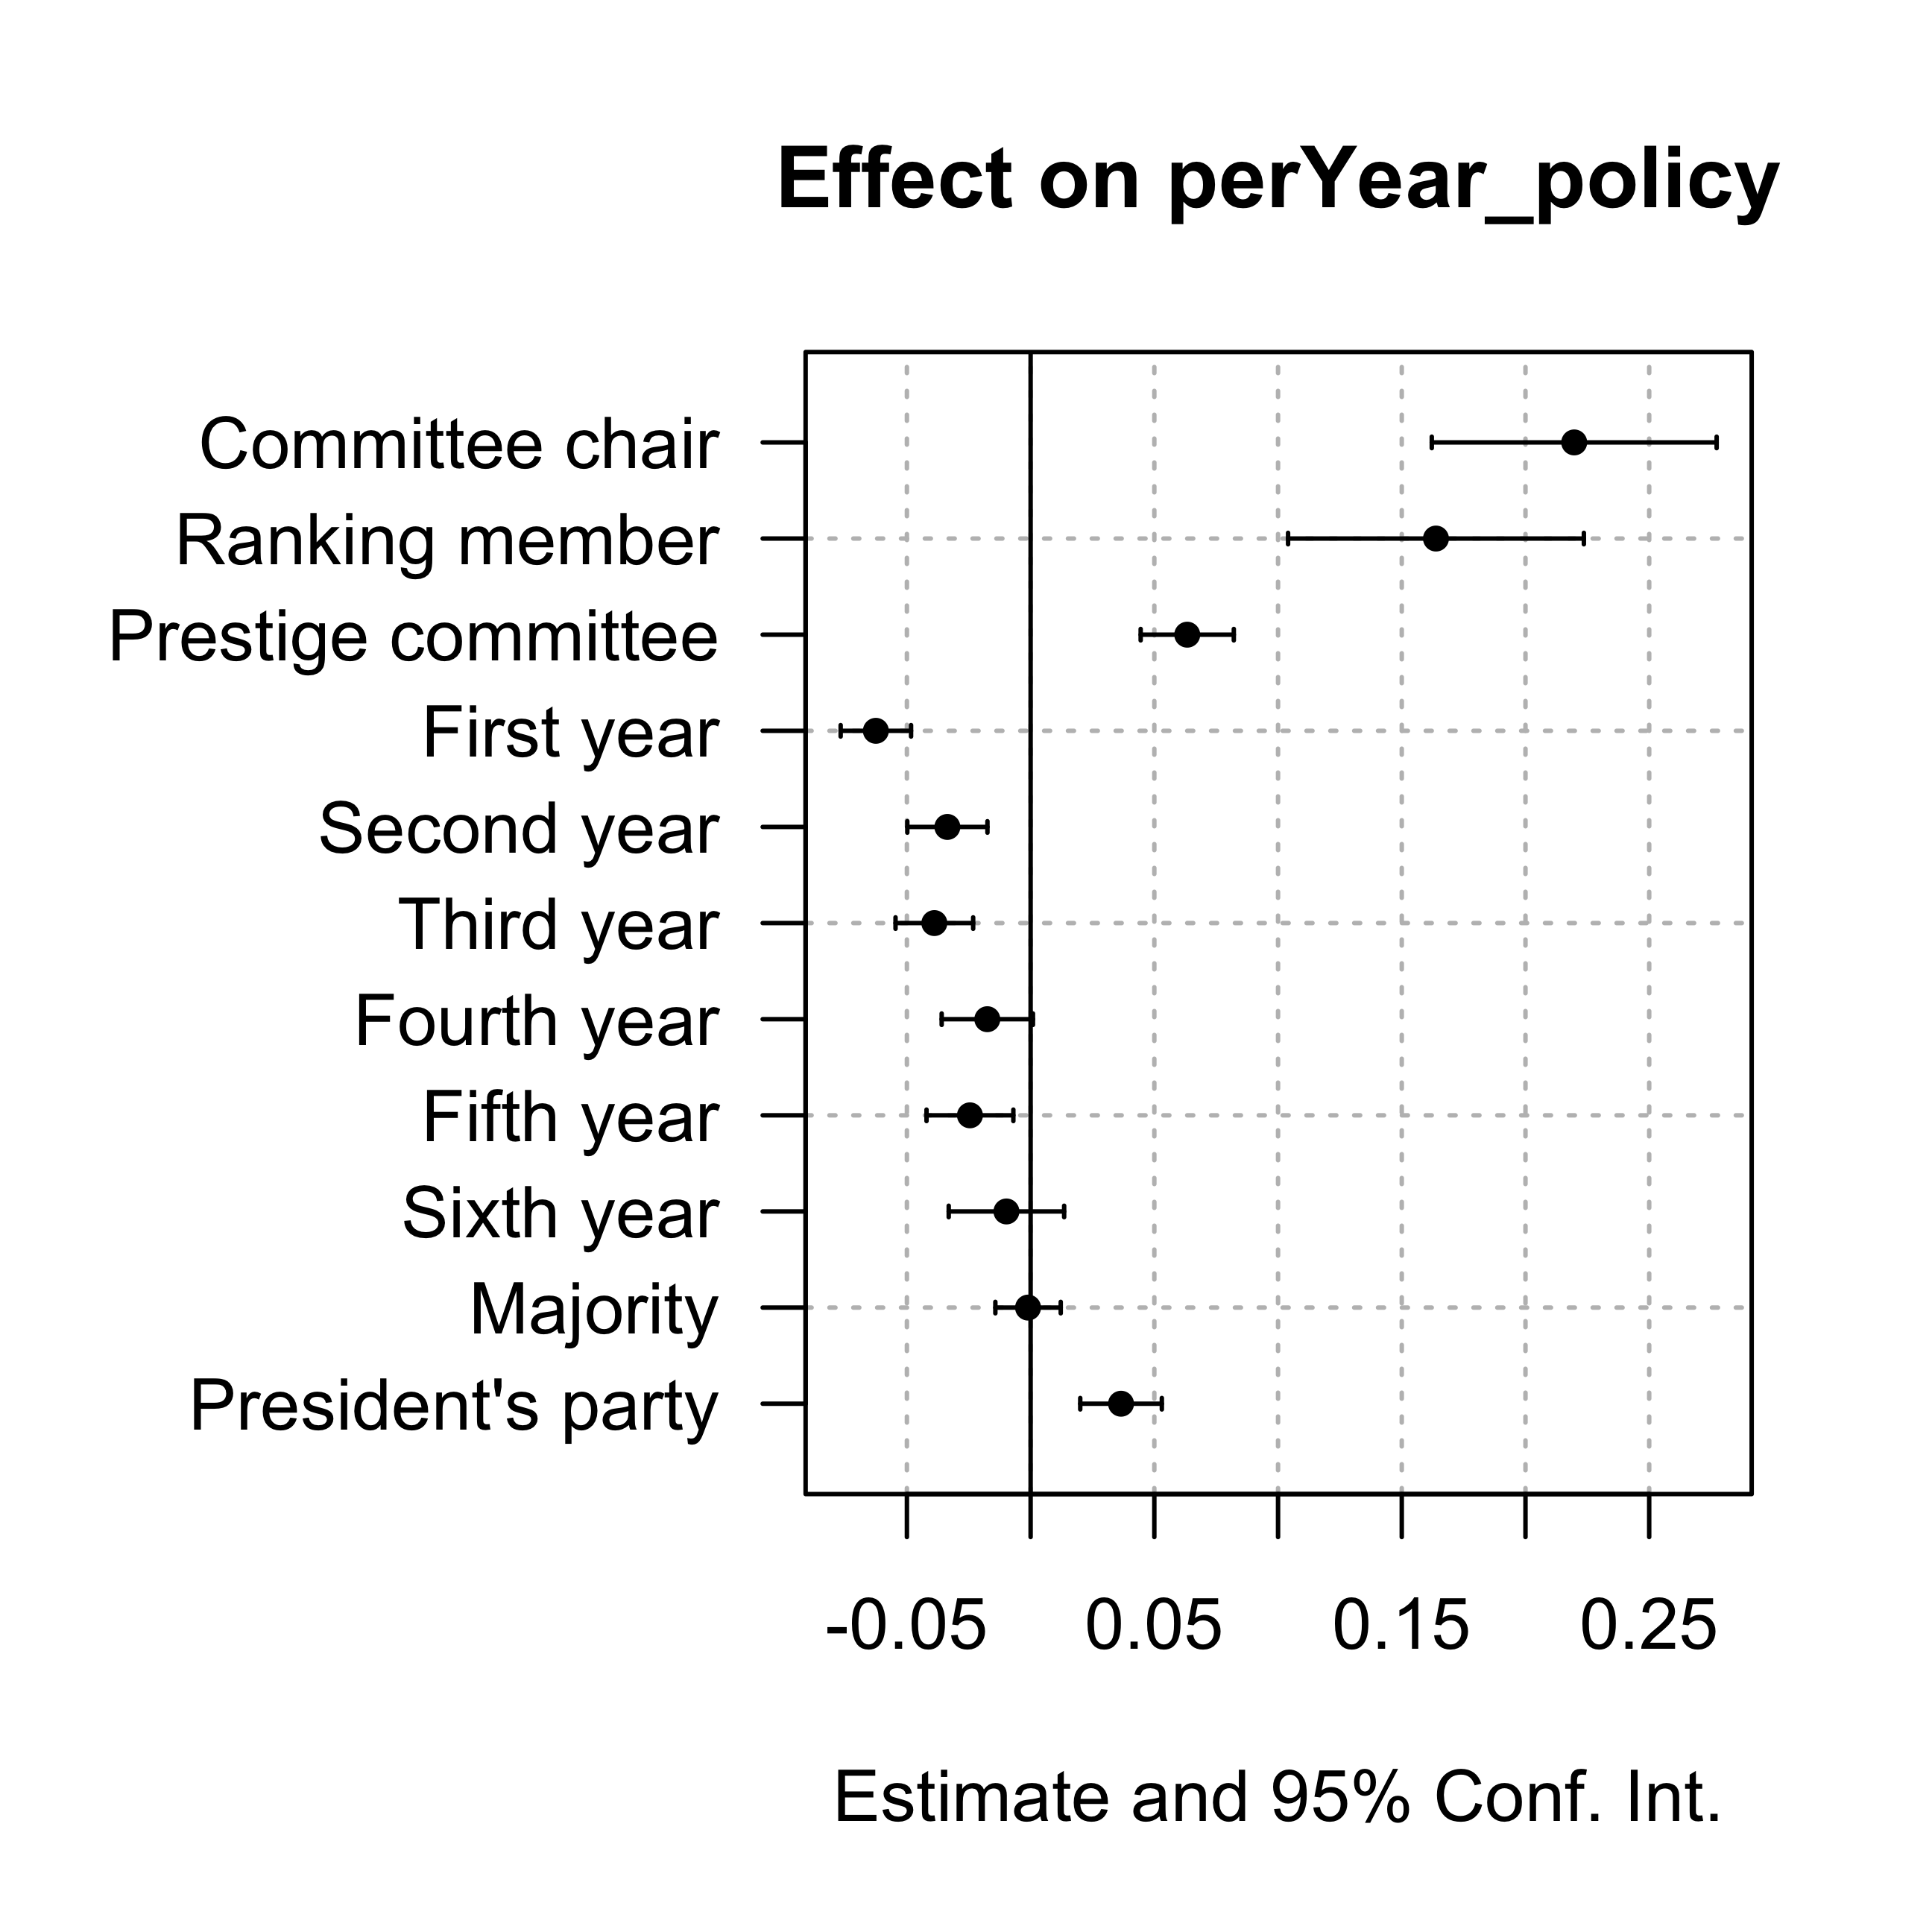 Effect on perYear_policy
Committee chair
Ranking member
Prestige committee
First year
Second year
Third year
Fourth year
Fifth year
Sixth year
Majority
President's party
-0.05 0.05 0.15 0.25
Estimate and 95% Conf. Int.